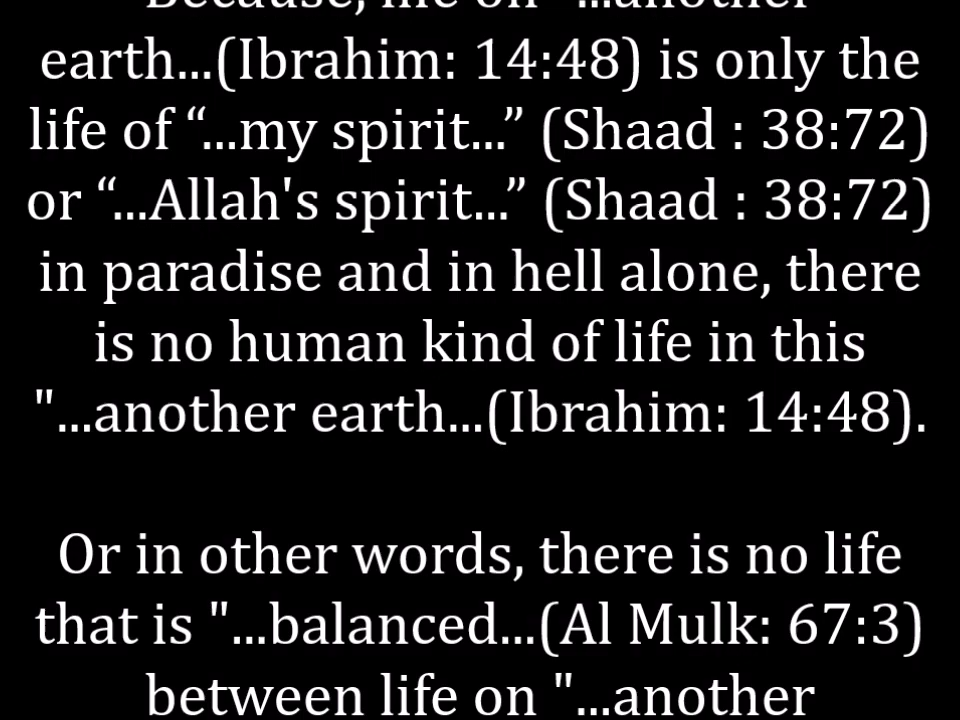 Because, life on "...another
earth...(Ibrahim: 14:48) is only the
life of “...my spirit...” (Shaad : 38:72)
or “...Allah's spirit...” (Shaad : 38:72)
in paradise and in hell alone, there
is no human kind of life in this
"...another earth...(Ibrahim: 14:48).
Or in other words, there is no life
that is "...balanced...(Al Mulk: 67:3)
between life on "...another